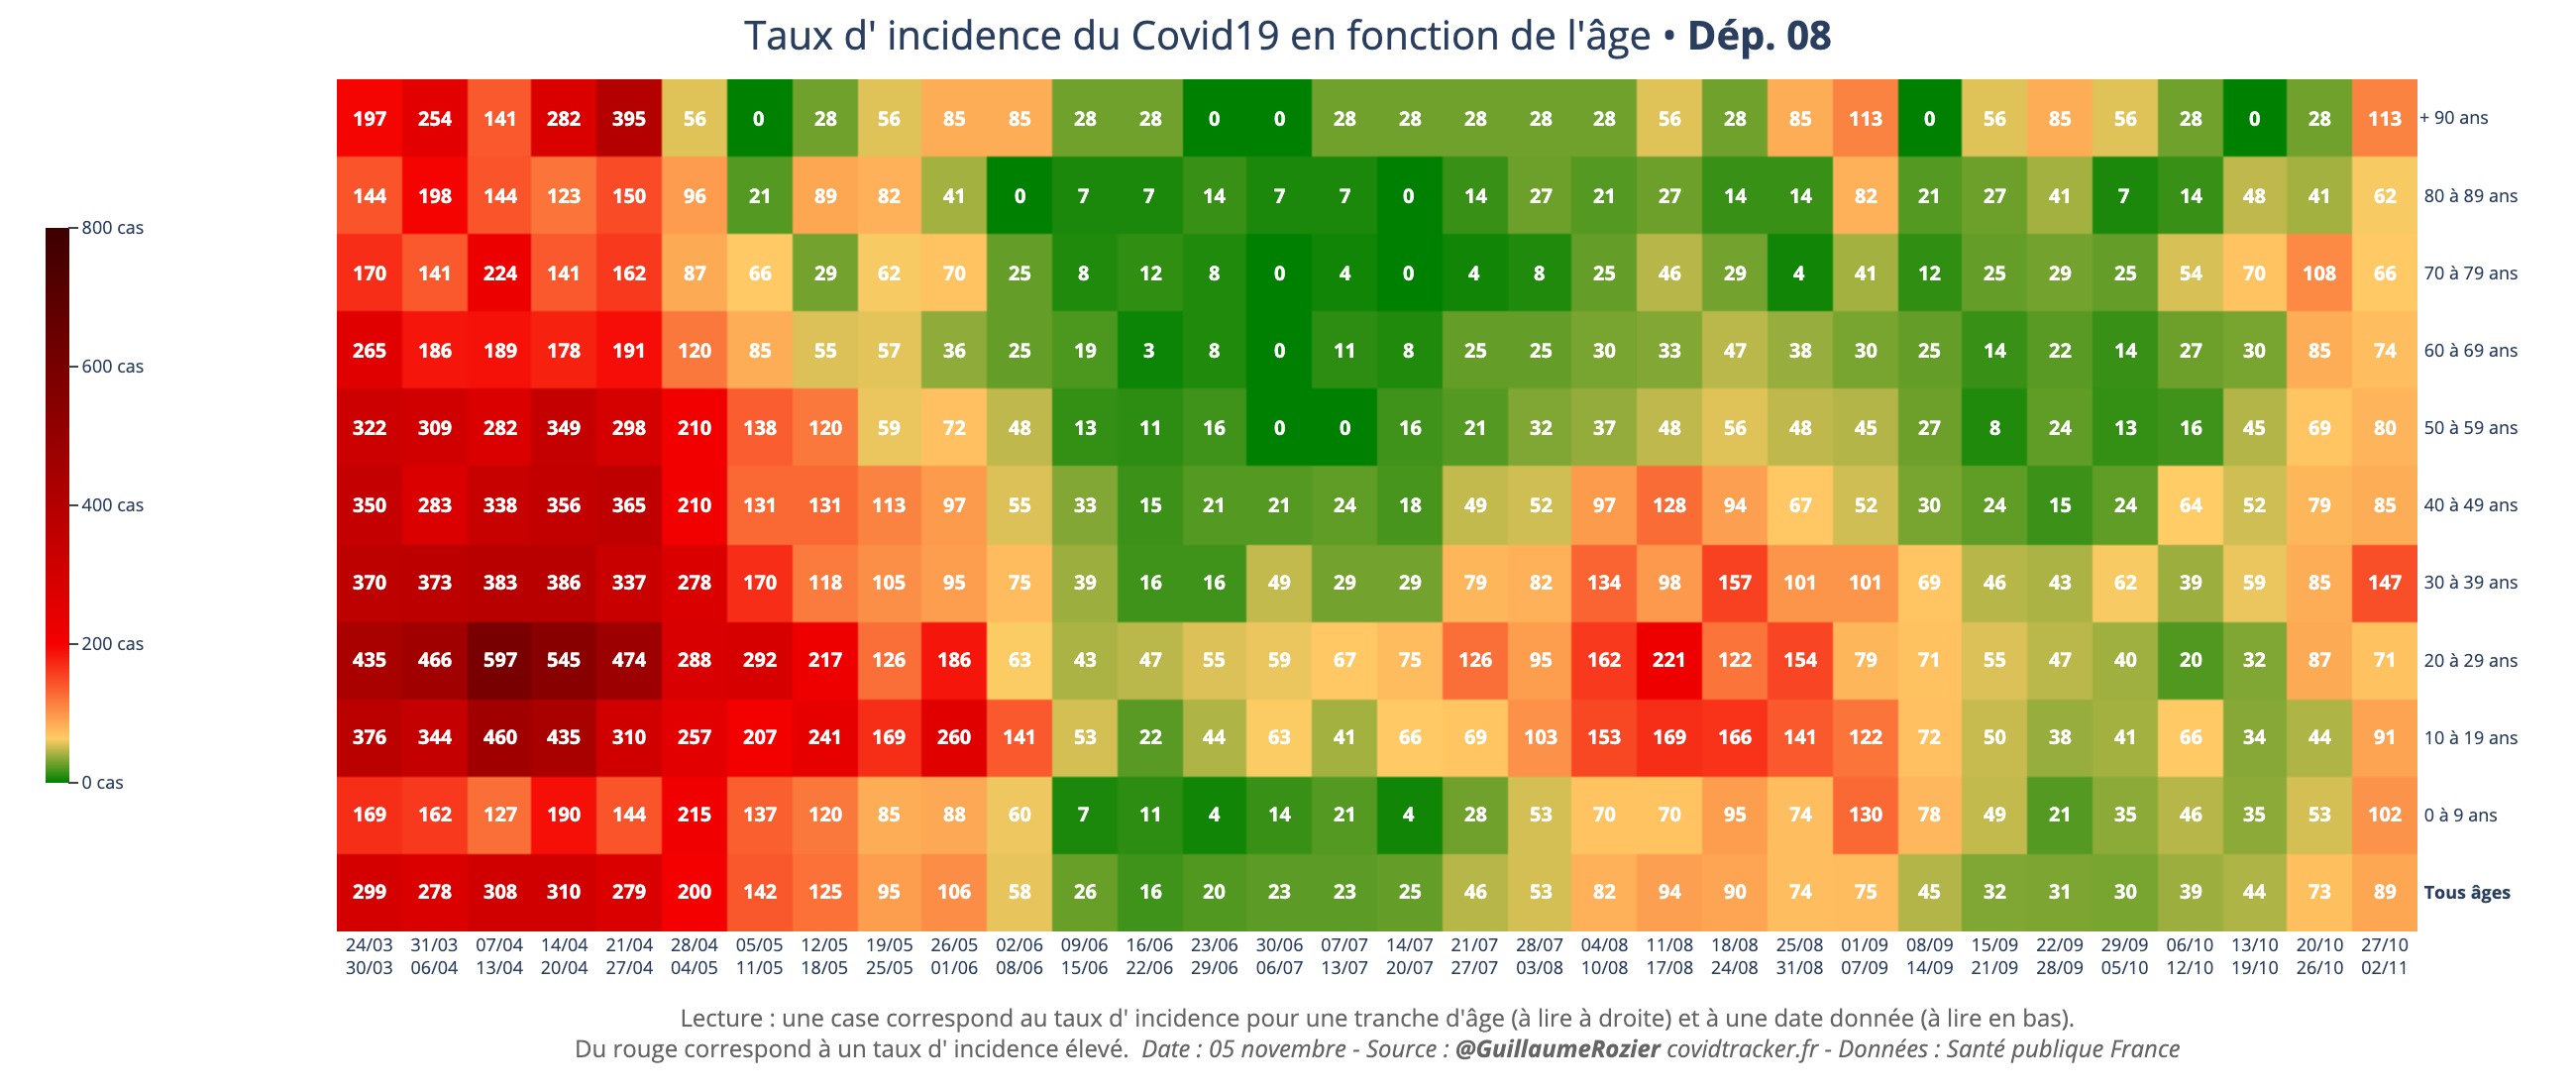 Taux d' incidence du Covid19 en fonction de l'âge • Dép. 08
800 cas
600 cas
400 cas
200 cas
0 cas
197 254 141 282 395 56 0 28 56 85 85 28 28 0 0 28 28 28 28 28 56 28 85 113 0 56 85 56 28 0 28 113 + 90 ans
144 198 144 123 150 96 21 89 82 41 0 7 7 14 7 7 0 14 27 21 27 14 14 82 21 27 41 7 14 48 41 62 80 à 89 ans
170 141 224 141 162 87 66 29 62 70 25 8 12 8 0 4 0 4 8 25 46 29 4 41 12 25 29 25 54 70 108 66 70 à 79 ans
265 186 189 178 191 120 85 55 57 36 25 19 3 8 0 11 8 25 25 30 33 47 38 30 25 14 22 14 27 30 85 74 60 à 69 ans
322 309 282 349 298 210 138 120 59 72 48 13 11 16 0 0 16 21 32 37 48 56 48 45 27 8 24 13 16 45 69 80 50 à 59 ans
350 283 338 356 365 210 131 131 113 97 55 33 15 21 21 24 18 49 52 97 128 94 67 52 30 24 15 24 64 52 79 85 40 à 49 ans
370 373 383 386 337 278 170 118 105 95 75 39 16 16 49 29 29 79 82 134 98 157 101 101 69 46 43 62 39 59 85 147 30 à 39 ans
435 466 597 545 474 288 292 217 126 186 63 43 47 55 59 67 75 126 95 162 221 122 154 79 71 55 47 40 20 32 87 71 20 à 29 ans
376 344 460 435 310 257 207 241 169 260 141 53 22 44 63 41 66 69 103 153 169 166 141 122 72 50 38 41 66 34 44 91 10 à 19 ans
169 162 127 190 144 215 137 120 85 88 60 7 11 4 14 21 4 28 53 70 70 95 74 130 78 49 21 35 46 35 53 102 0 à 9 ans
299 278 308 310 279 200 142 125 95 106 58 26 16 20 23 23 25 46 53 82 94 90 74 75 45 32 31 30 39 44 73 89 Tous âges
24/03 31/03 07/04 14/04 21/04 28/04 05/05 12/05 19/05 26/05 02/06 09/06 16/06 23/06 30/06 07/07 14/07 21/07 28/07 04/08 11/08 18/08 25/08 01/09 08/09 15/09 22/09 29/09 06/10 13/10 20/10 27/10
30/03 06/04 13/04 20/04 27/04 04/05 11/05 18/05 25/05 01/06 08/06 15/06 22/06 29/06 06/07 13/07 20/07 27/07 03/08 10/08 17/08 24/08 31/08 07/09 14/09 21/09 28/09 05/10 12/10 19/10 26/10 02/11
Lecture : une case correspond au taux d' incidence pour une tranche d'âge (à lire à droite) et à une date donnée (à lire en bas).
Du rouge correspond à un taux d' incidence élevé. Date : 05 novembre - Source : @GuillaumeRozier covidtracker.fr - Données : Santé publique France